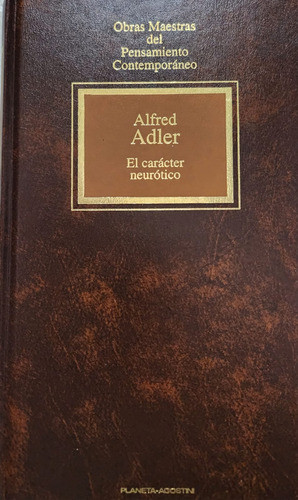 Obras Maestras
del
Pensamiento
Contemporáneo
Alfred
Adler
El carácter
neurótico
PLANETA-AGOSTINI